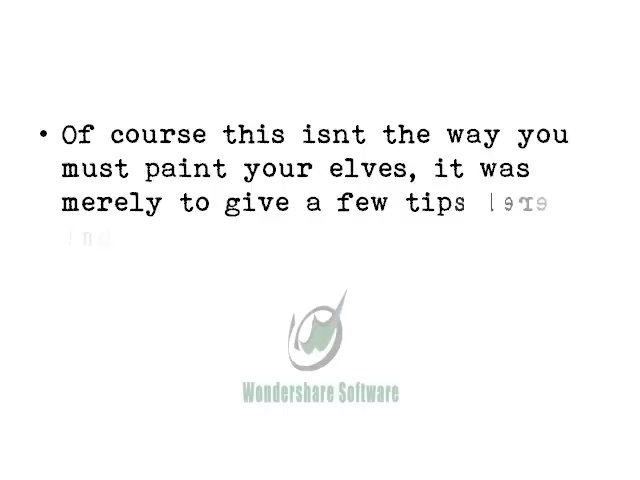 • Of course this isnt the way you
must paint your elves, it was
merely to give a few tips
Wondershare Software